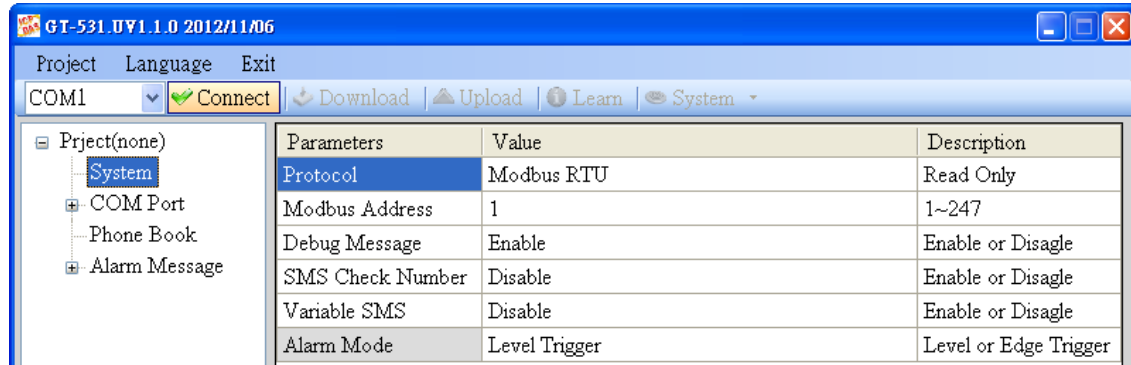 GT-531.UV1.1.0 2012/11/06
Project Language Exit
COM1 Connect Download Upload Learn System
Prject(none)
System
COM Port
Phone Book
Alarm Message
Parameters Value Description
Protocol Modbus RTU Read Only
Modbus Address 1 1~247
Debug Message Enable Enable or Disagle
SMS Check Number Disable Enable or Disagle
Variable SMS Disable Enable or Disagle
Alarm Mode Level Trigger Level or Edge Trigger